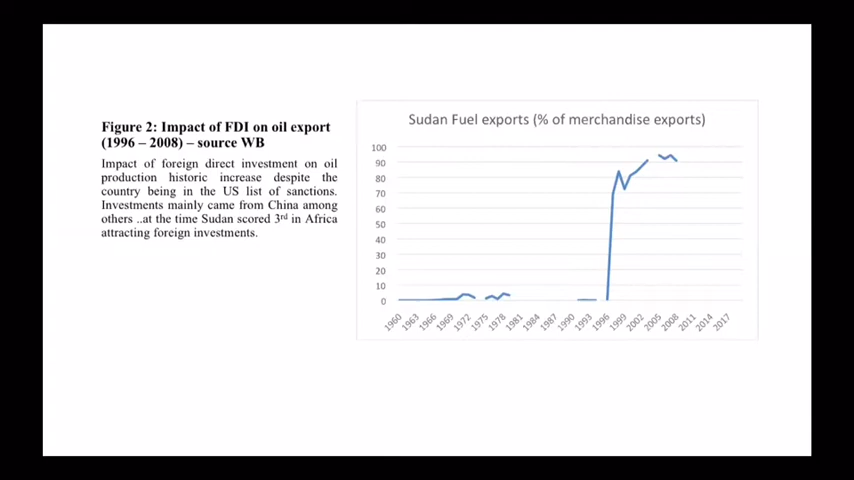 Figure 2: Impact of FDI on oil export
(1996 – 2008) – source WB
Impact of foreign direct investment on oil
production historic increase despite the
country being in the US list of sanctions.
Investments mainly came from China among
others ..at the time Sudan scored 3rd in Africa
attracting foreign investments.
Sudan Fuel exports (% of merchandise exports)
100
90
80
70
60
50
40
30
20
10
0
1960 1963 1966 1969 1972 1975 1978 1981 1984 1987 1990 1993 1996 1999 2002 2005 2008 2011 2014 2017